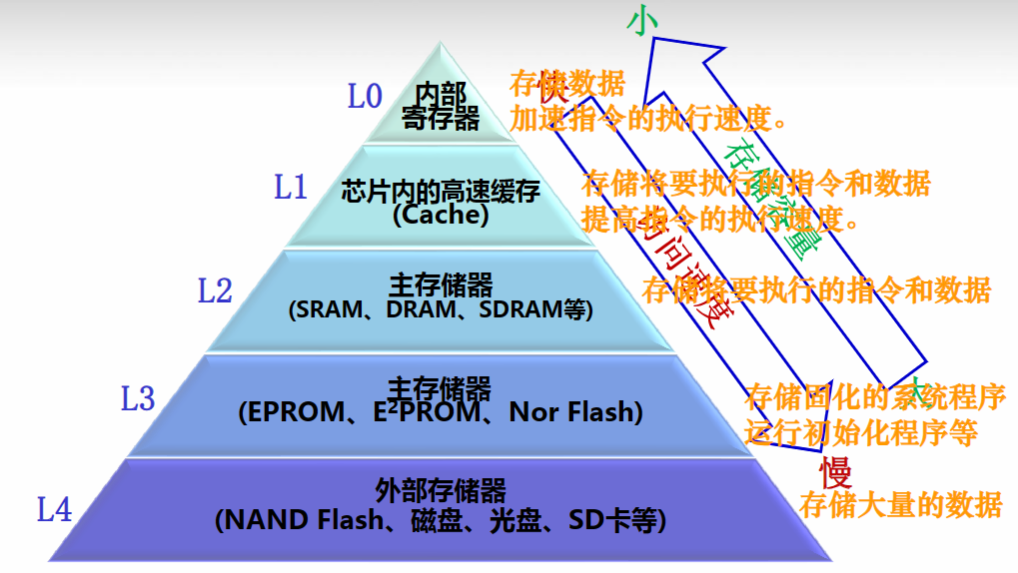 小
L0
内部
寄存器
快
存储数据
加速指令的执行速度。
L1
芯片内的高速缓存
(Cache)
存储将要执行的指令和数据
提高指令的执行速度。
存储容量
访问速度
L2
主存储器
(SRAM、DRAM、SDRAM等)
存储将要执行的指令和数据
L3
主存储器
(EPROM、E²PROM、Nor Flash)
大
存储固化的系统程序
运行初始化程序等
慢
L4
外部存储器
(NAND Flash、磁盘、光盘、SD卡等)
存储大量的数据